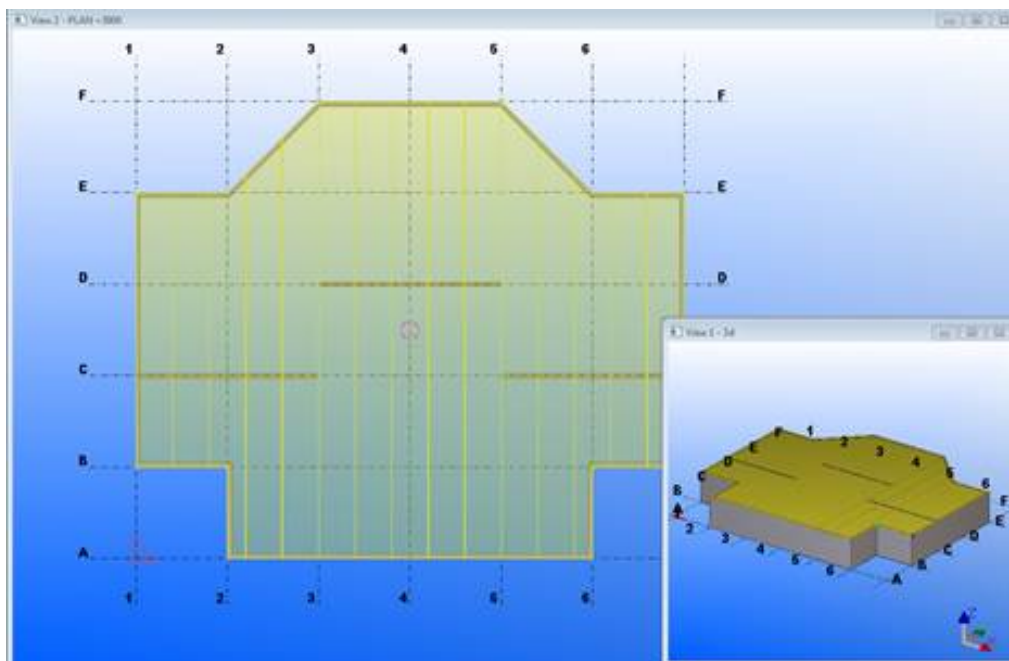 View 2 - PLAN
1 2 3 4 5 6
F F
E E
D D
C
B
A
1 2 3 4 5 6
View 1 - 3d
F 1 2 3 4 5 6
E
D
C
B
A
2 3 4 5 6
A B C D E F
Z